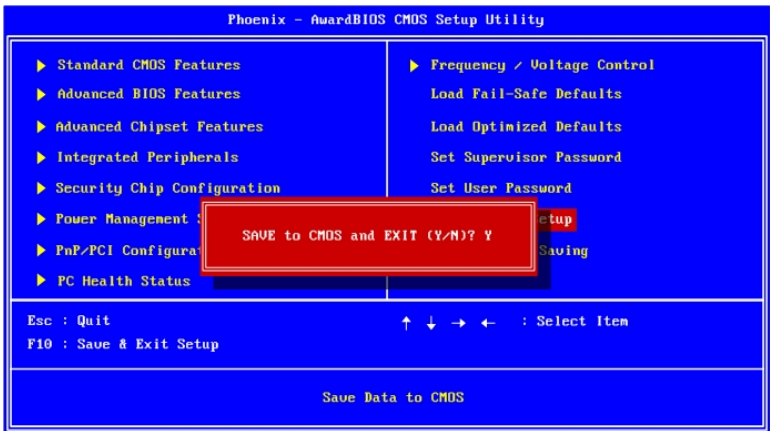 Phoenix - AwardBIOS CMOS Setup Utility
Standard CMOS Features
Advanced BIOS Features
Advanced Chipset Features
Integrated Peripherals
Security Chip Configuration
Power Management S
PnP/PCI Configurat
PC Health Status
Frequency / Voltage Control
Load Fail-Safe Defaults
Load Optimized Defaults
Set Supervisor Password
Set User Password
etup
Saving
SAVE to CMOS and EXIT (Y/N)? Y
Esc : Quit
F10 : Save & Exit Setup
↑ ↓ → ← : Select Item
Save Data to CMOS